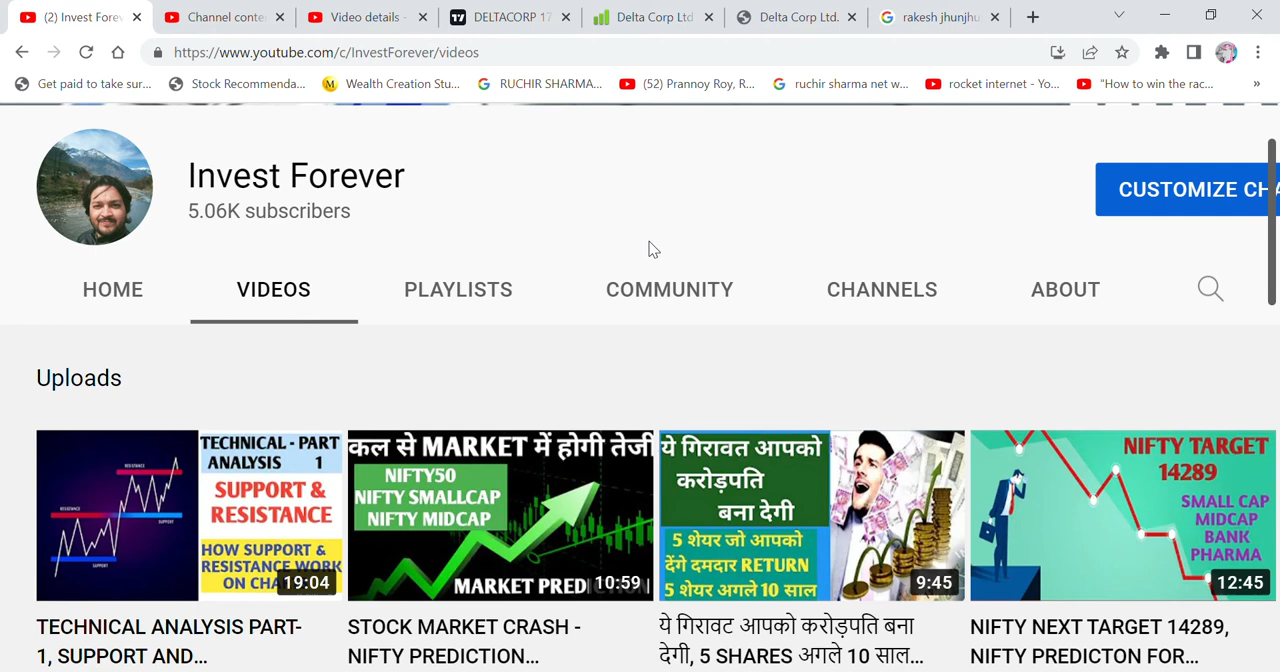 (2) Invest Forev
Channel conte
Video details -
DELTACORP 17
Delta Corp Ltd
Delta Corp Ltd.
rakesh jhunjhu
https://www.youtube.com/c/InvestForever/videos
Get paid to take sur...
Stock Recommenda...
Wealth Creation Stu...
RUCHIR SHARMA...
(52) Prannoy Roy, R...
ruchir sharma net w...
rocket internet - Yo...
"How to win the rac...
»
Invest Forever
5.06K subscribers
CUSTOMIZE CHA
HOME
VIDEOS
PLAYLISTS
COMMUNITY
CHANNELS
ABOUT
Uploads
TECHNICAL - PART
ANALYSIS 1
SUPPORT &
RESISTANCE
HOW SUPPORT &
RESISTANCE WORK
ON CHA
19:04
RESISTANCE
RESISTANCE
SUPPORT
SUPPORT
TECHNICAL ANALYSIS PART-
1, SUPPORT AND...
कल से MARKET में होगी तेजी
NIFTY50
NIFTY SMALLCAP
NIFTY MIDCAP
MARKET PREDICTION
10:59
STOCK MARKET CRASH -
NIFTY PREDICTION...
ये गिरावत आपको
करोड़पति
बना देगी
5 शेयर जो आपको
देंगे दमदार RETURN
5 शेयर अगले 10 साल
9:45
ये गिरावट आपको करोड़पति बना
देगी, 5 SHARES अगले 10 साल...
NIFTY TARGET
14289
SMALL CAP
MIDCAP
BANK
PHARMA
12:45
NIFTY NEXT TARGET 14289,
NIFTY PREDICTON FOR...